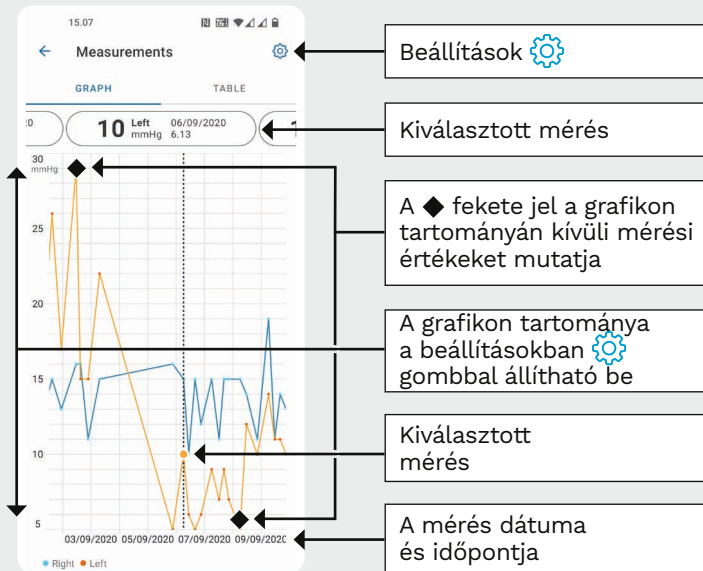 15.07
Measurements
GRAPH
TABLE
10 Left mmHg 06/09/2020 6.13
30
mmHg
25
20
15
10
5
03/09/2020 05/09/2020 07/09/2020 09/09/2020
Right Left
Beállítások
Kiválasztott mérés
A ◆ fekete jel a grafikon
tartományán kívüli mérési
értékeket mutatja
A grafikon tartománya
a beállításokban
gombbal állítható be
Kiválasztott
mérés
A mérés dátuma
és időpontja